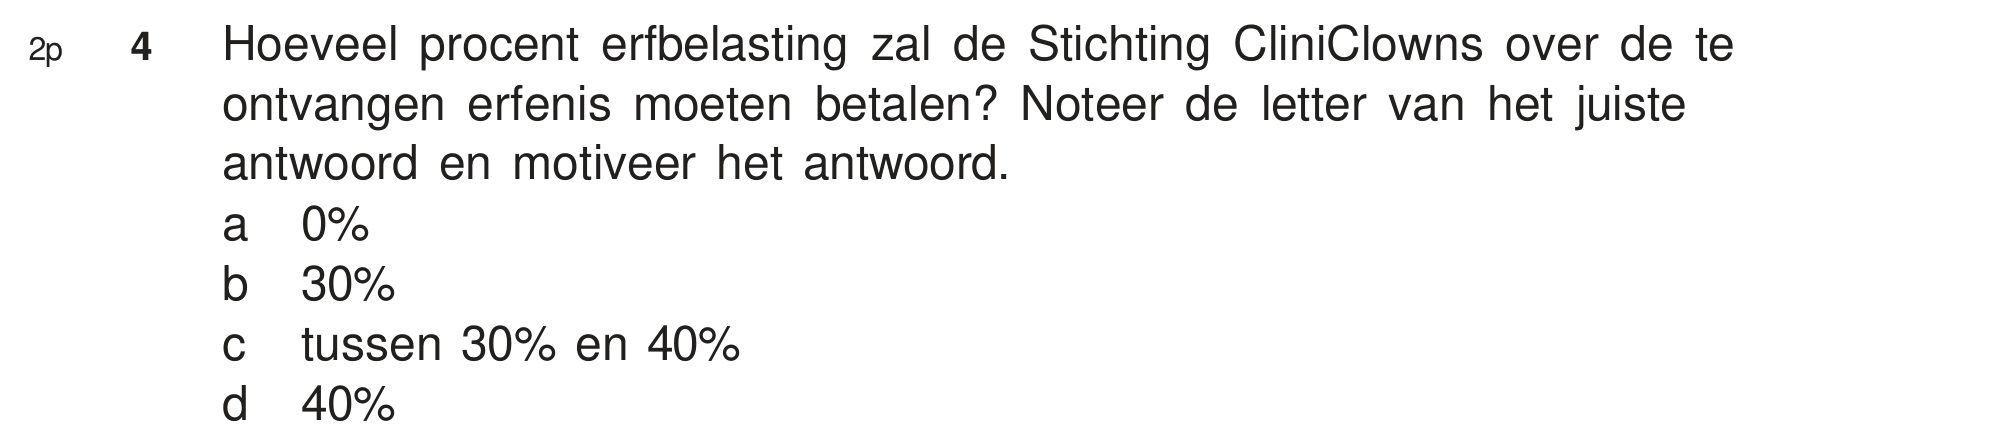 2p 4 Hoeveel procent erfbelasting zal de Stichting CliniClowns over de te
ontvangen erfenis moeten betalen? Noteer de letter van het juiste
antwoord en motiveer het antwoord.
a 0%
b 30%
c tussen 30% en 40%
d 40%